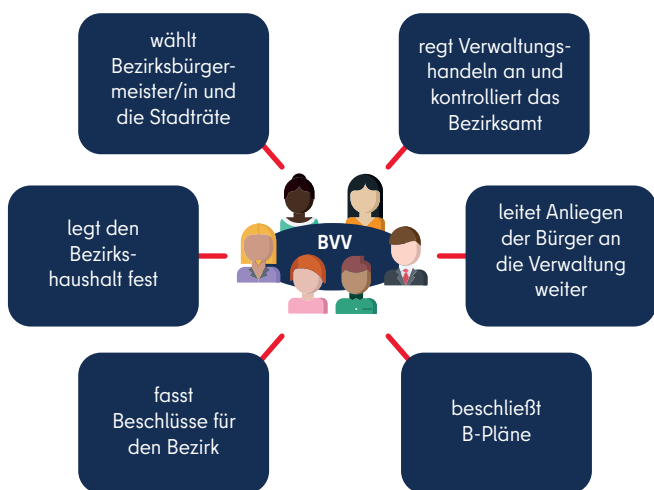 wählt
Bezirksbürger-
meister/in und
die Stadträte
regt Verwaltungs-
handeln an und
kontrolliert das
Bezirksamt
legt den
Bezirks-
haushalt fest
BVV
leitet Anliegen
der Bürger an
die Verwaltung
weiter
fasst
Beschlüsse für
den Bezirk
beschließt
B-Pläne